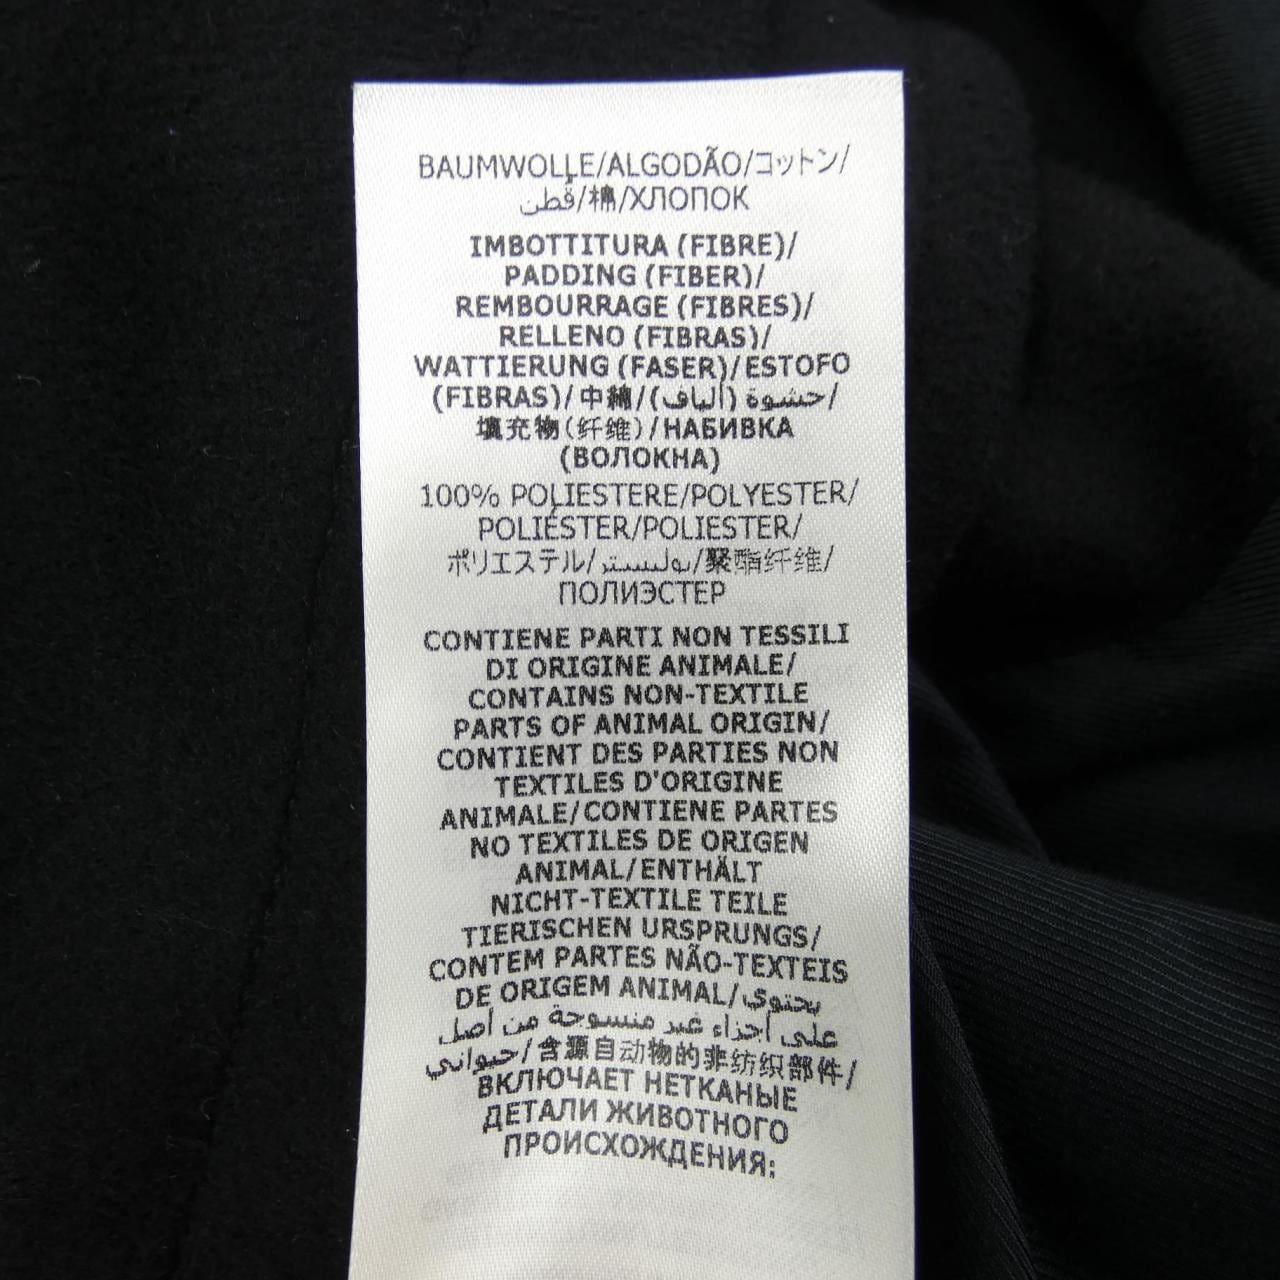 BAUMWOLLE/ALGODÃO/コットン/
قُطن/棉/ХЛОПОК
IMBOTTITURA (FIBRE)/
PADDING (FIBER)/
REMBOURRAGE (FIBRES)/
RELLENO (FIBRAS)/
WATTIERUNG (FASER)/ESTOFO
(FIBRAS)/中綿/حشوة (ألياف)/
填充物(纤维)/НАБИВКА
(ВОЛОКНА)
100% POLIESTERE/POLYESTER/
POLIÉSTER/POLIESTER/
ポリエステル/بوليستر/聚酯纤维/
ПОЛИЭСТЕР
CONTIENE PARTI NON TESSILI
DI ORIGINE ANIMALE/
CONTAINS NON-TEXTILE
PARTS OF ANIMAL ORIGIN/
CONTIENT DES PARTIES NON
TEXTILES D'ORIGINE
ANIMALE/CONTIENE PARTES
NO TEXTILES DE ORIGEN
ANIMAL/ENTHÄLT
NICHT-TEXTILE TEILE
TIERISCHEN URSPRUNGS/
CONTEM PARTES NÃO-TEXTEIS
DE ORIGEM ANIMAL/يحتوي
على أجزاء غير منسوجة من أصل
حيواني/含源自动物的非纺织部件/
ВКЛЮЧАЕТ НЕТКАНЫЕ
ДЕТАЛИ ЖИВОТНОГО
ПРОИСХОЖДЕНИЯ: